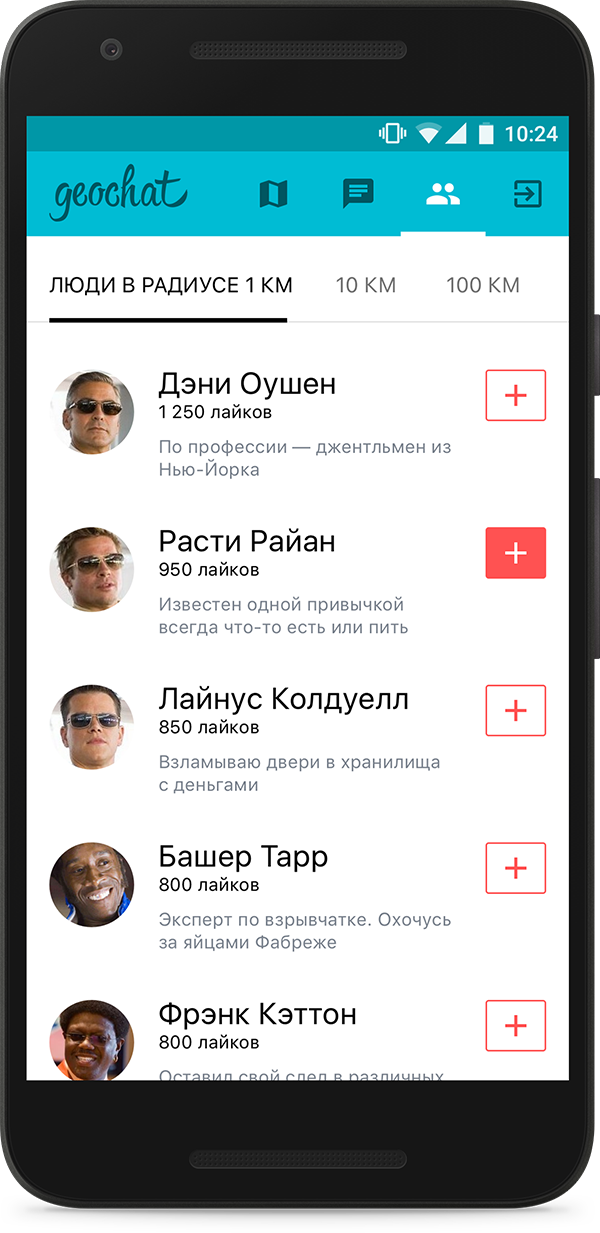 10:24
geochat
ЛЮДИ В РАДИУСЕ 1 КМ 10 КМ 100 КМ
Дэни Оушен
1 250 лайков
По профессии — джентльмен из
Нью-Йорка
Расти Райан
950 лайков
Известен одной привычкой
всегда что-то есть или пить
Лайнус Колдуелл
850 лайков
Взламываю двери в хранилища
с деньгами
Башер Тарр
800 лайков
Эксперт по взрывчатке. Охочусь
за яйцами Фабреже
Фрэнк Кэттон
800 лайков
Оставил свой след в различных